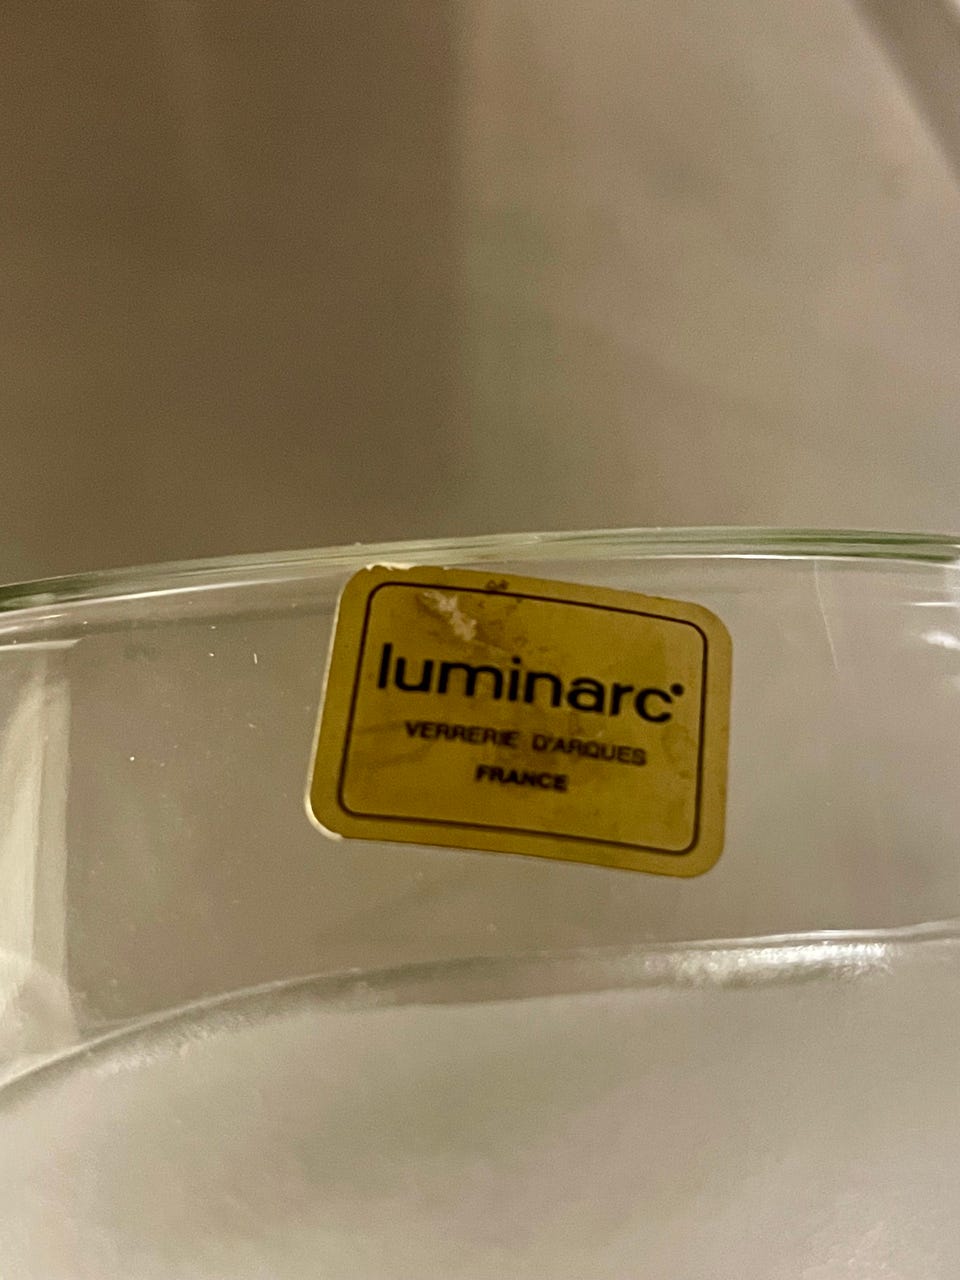 luminarc
VERRERIE D'ARQUES
FRANCE